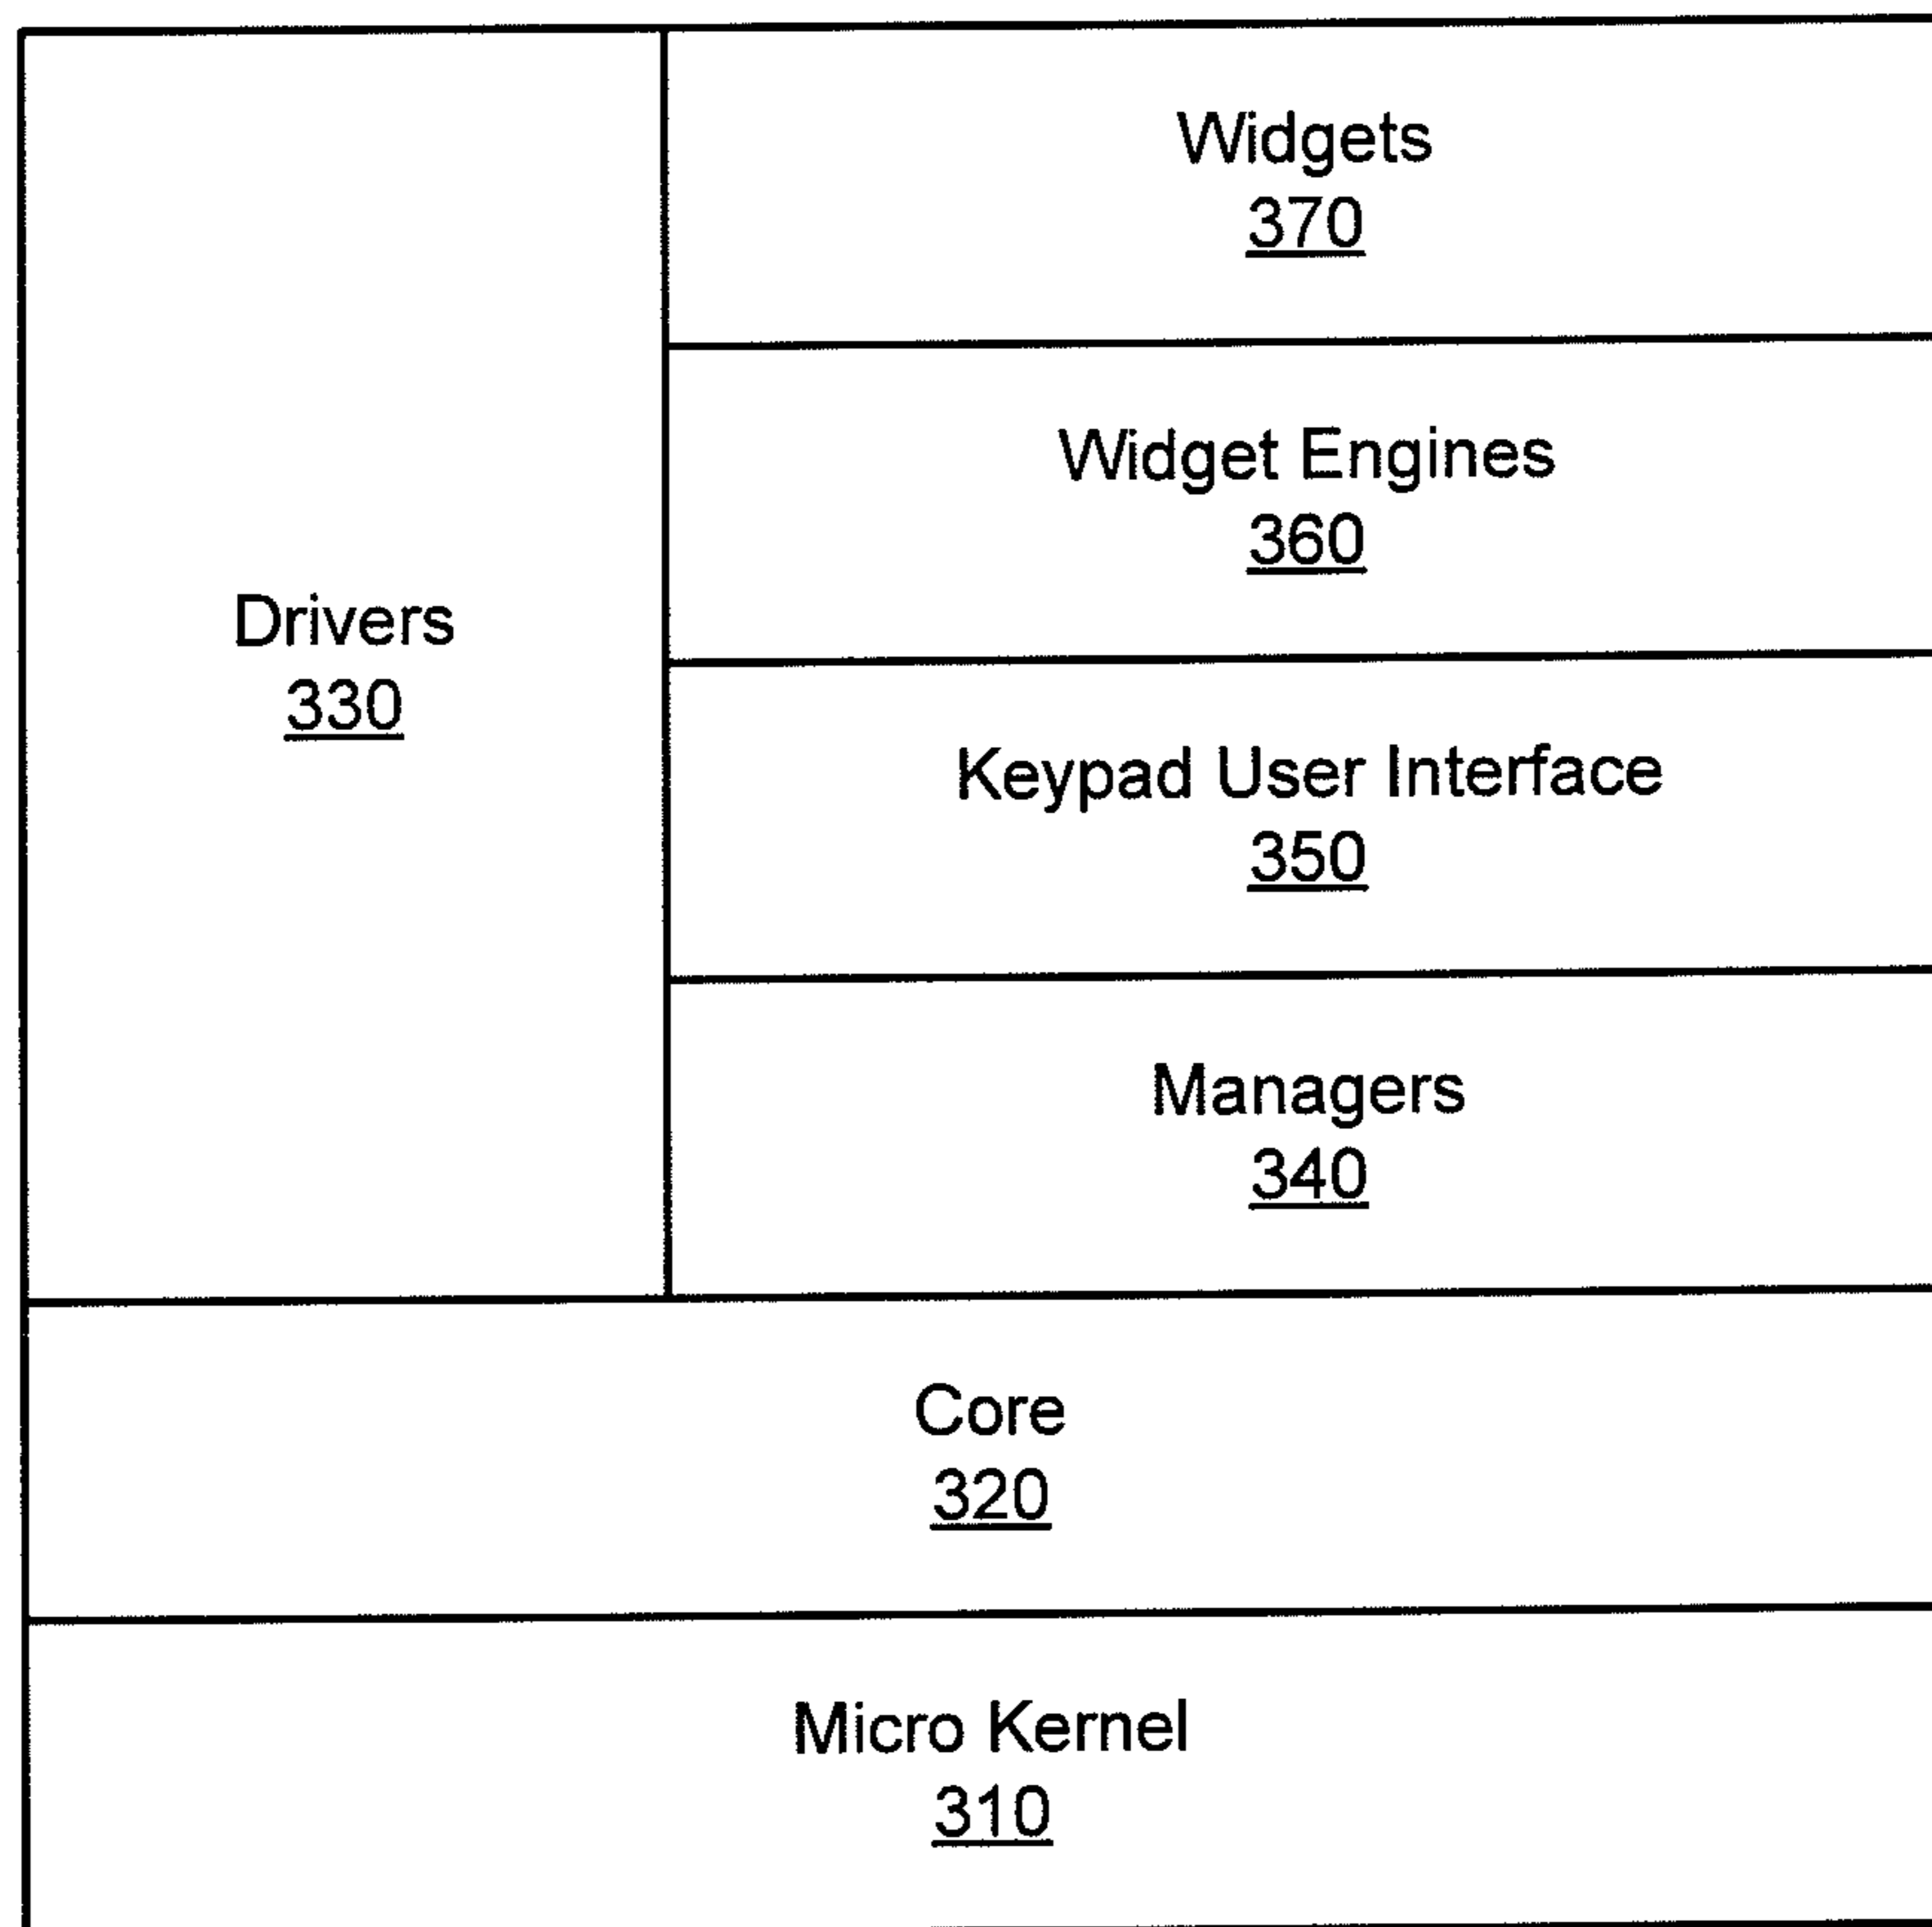 Widgets
370
Widget Engines
360
Drivers
330
Keypad User Interface
350
Managers
340
Core
320
Micro Kernel
310